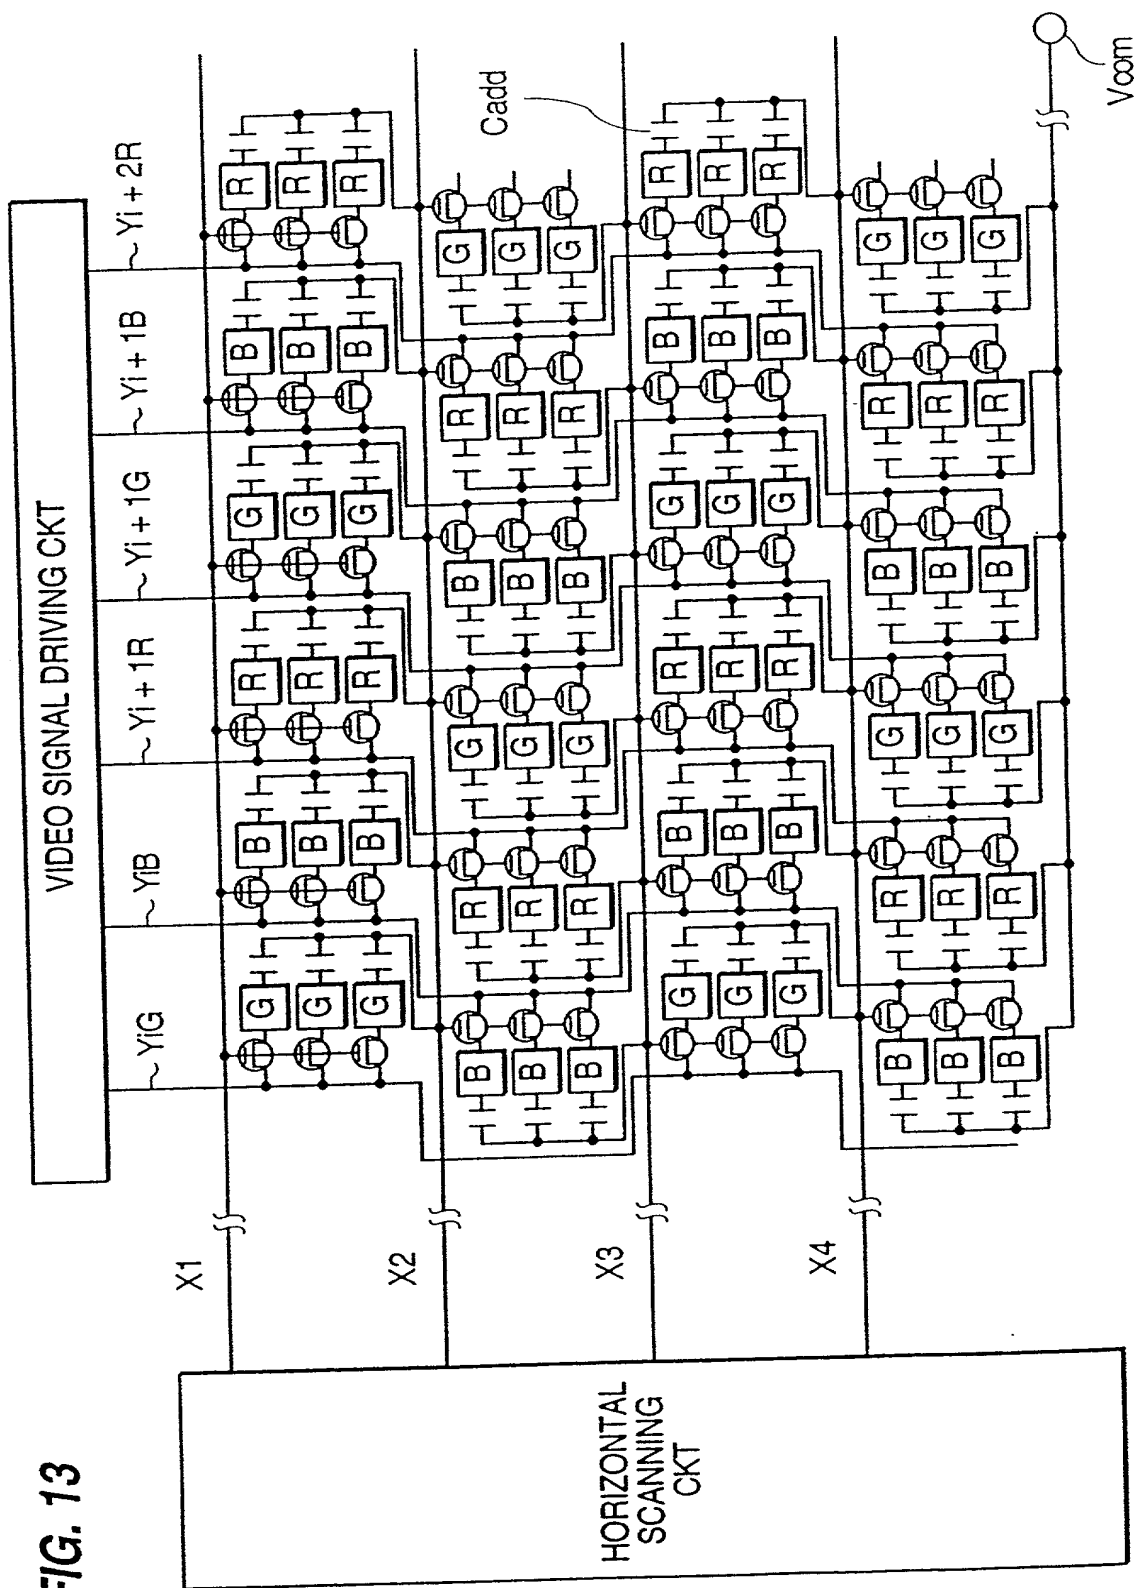 FIG. 13
VIDEO SIGNAL DRIVING CKT
YiG YiB Yi + 1R Yi + 1G Yi + 1B Yi + 2R
X1
G B R G B R
G B R G B R
G B R G B R
X2
Cadd
B R G B R G
B R G B R G
B R G B R G
HORIZONTAL
SCANNING
CKT
X3
G B R G B R
G B R G B R
G B R G B R
X4
B R G B R G
B R G B R G
B R G B R G
Vcom